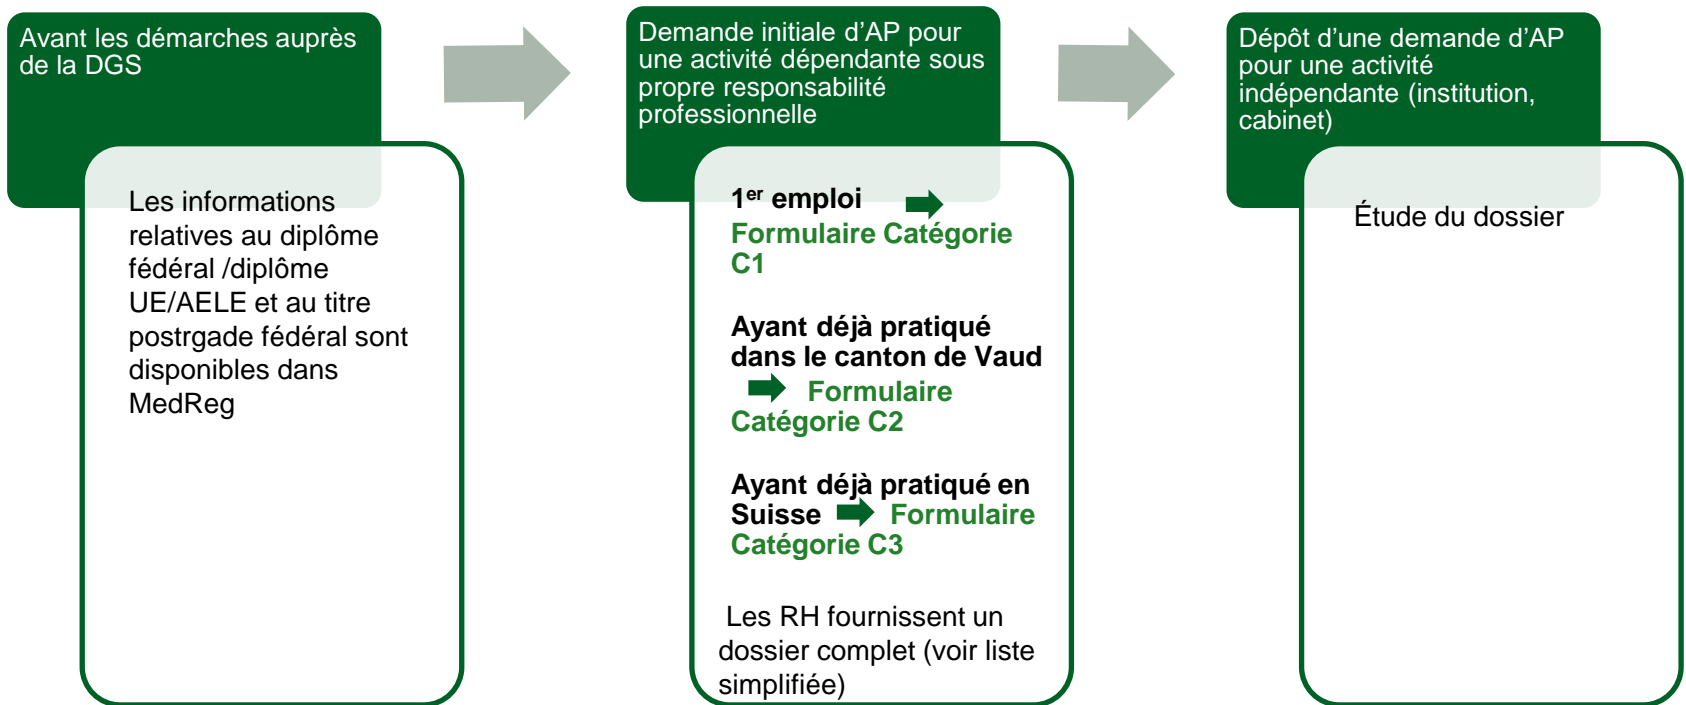 Avant les démarches auprès
de la DGS
Les informations
relatives au diplôme
fédéral /diplôme
UE/AELE et au titre
postrgade fédéral sont
disponibles dans
MedReg
Demande initiale d’AP pour
une activité dépendante sous
propre responsabilité
professionnelle
1er emploi
Formulaire Catégorie
C1
Ayant déjà pratiqué
dans le canton de Vaud
Formulaire
Catégorie C2
Ayant déjà pratiqué en
Suisse Formulaire
Catégorie C3
Les RH fournissent un
dossier complet (voir liste
simplifiée)
Dépôt d’une demande d’AP
pour une activité
indépendante (institution,
cabinet)
Étude du dossier